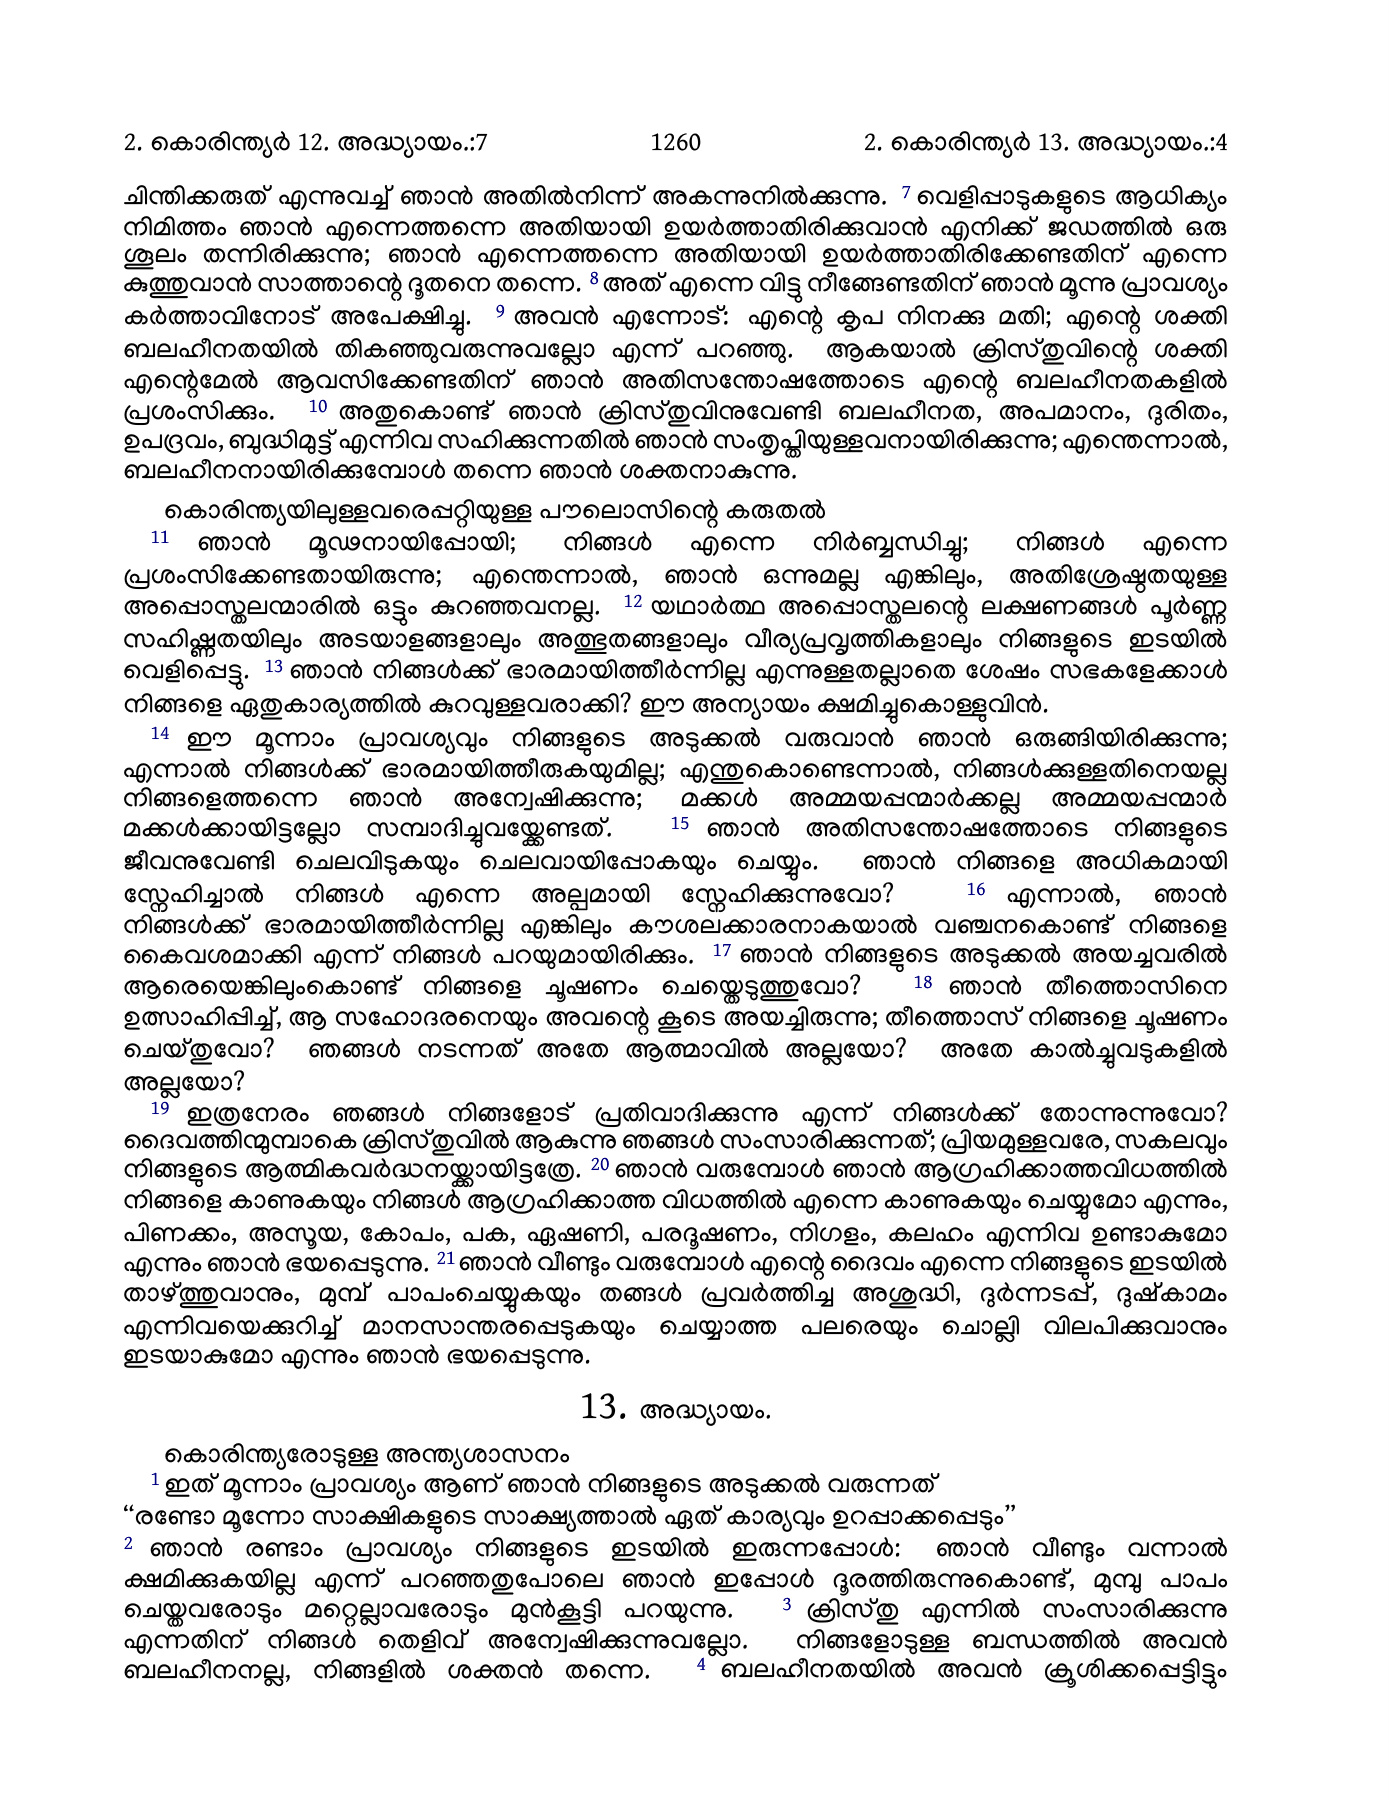 2. കൊരിന്ത്യർ 12. അദ്ധ്യായം.:7 1260 2. കൊരിന്ത്യർ 13. അദ്ധ്യായം.:4
ചിന്തിക്കരുത് എന്നുവച്ച് ഞാൻ അതിൽനിന്ന് അകന്നുനിൽക്കുന്നു. 7 വെളിപ്പാടുകളുടെ ആധിക്യം
നിമിത്തം ഞാൻ എന്നെത്തന്നെ അതിയായി ഉയർത്താതിരിക്കുവാൻ എനിക്ക് ജഡത്തിൽ ഒരു
ശൂലം തന്നിരിക്കുന്നു; ഞാൻ എന്നെത്തന്നെ അതിയായി ഉയർത്താതിരിക്കേണ്ടതിന് എന്നെ
കുത്തുവാൻ സാത്താന്റെ ദൂതനെ തന്നെ. 8 അത് എന്നെ വിട്ടു നീങ്ങേണ്ടതിന് ഞാൻ മൂന്നു പ്രാവശ്യം
കർത്താവിനോട് അപേക്ഷിച്ചു. 9 അവൻ എന്നോട്: എന്റെ കൃപ നിനക്കു മതി; എന്റെ ശക്തി
ബലഹീനതയിൽ തികഞ്ഞുവരുന്നുവല്ലോ എന്ന് പറഞ്ഞു. ആകയാൽ ക്രിസ്തുവിന്റെ ശക്തി
എന്റെമേൽ ആവസിക്കേണ്ടതിന് ഞാൻ അതിസന്തോഷത്തോടെ എന്റെ ബലഹീനതകളിൽ
പ്രശംസിക്കും. 10 അതുകൊണ്ട് ഞാൻ ക്രിസ്തുവിനുവേണ്ടി ബലഹീനത, അപമാനം, ദുരിതം,
ഉപദ്രവം, ബുദ്ധിമുട്ട് എന്നിവ സഹിക്കുന്നതിൽ ഞാൻ സംതൃപ്തിയുള്ളവനായിരിക്കുന്നു; എന്തെന്നാൽ,
ബലഹീനനായിരിക്കുമ്പോൾ തന്നെ ഞാൻ ശക്തനാകുന്നു.
കൊരിന്ത്യയിലുള്ളവരെപ്പറ്റിയുള്ള പൗലൊസിന്റെ കരുതൽ
11 ഞാൻ മൂഢനായിപ്പോയി; നിങ്ങൾ എന്നെ നിർബ്ബന്ധിച്ചു; നിങ്ങൾ എന്നെ
പ്രശംസിക്കേണ്ടതായിരുന്നു; എന്തെന്നാൽ, ഞാൻ ഒന്നുമല്ല എങ്കിലും, അതിശ്രേഷ്ഠതയുള്ള
അപ്പൊസ്തലന്മാരിൽ ഒട്ടും കുറഞ്ഞവനല്ല. 12 യഥാർത്ഥ അപ്പൊസ്തലന്റെ ലക്ഷണങ്ങൾ പൂർണ്ണ
സഹിഷ്ണതയിലും അടയാളങ്ങളാലും അത്ഭുതങ്ങളാലും വീര്യപ്രവൃത്തികളാലും നിങ്ങളുടെ ഇടയിൽ
വെളിപ്പെട്ടു. 13 ഞാൻ നിങ്ങൾക്ക് ഭാരമായിത്തീർന്നില്ല എന്നുള്ളതല്ലാതെ ശേഷം സഭകളേക്കാൾ
നിങ്ങളെ ഏതുകാര്യത്തിൽ കുറവുള്ളവരാക്കി? ഈ അന്യായം ക്ഷമിച്ചുകൊള്ളുവിൻ.
14 ഈ മൂന്നാം പ്രാവശ്യവും നിങ്ങളുടെ അടുക്കൽ വരുവാൻ ഞാൻ ഒരുങ്ങിയിരിക്കുന്നു;
എന്നാൽ നിങ്ങൾക്ക് ഭാരമായിത്തീരുകയുമില്ല; എന്തുകൊണ്ടെന്നാൽ, നിങ്ങൾക്കുള്ളതിനെയല്ല
നിങ്ങളെത്തന്നെ ഞാൻ അന്വേഷിക്കുന്നു; മക്കൾ അമ്മയപ്പന്മാർക്കല്ല അമ്മയപ്പന്മാർ
മക്കൾക്കായിട്ടല്ലോ സമ്പാദിച്ചുവയ്ക്കേണ്ടത്. 15 ഞാൻ അതിസന്തോഷത്തോടെ നിങ്ങളുടെ
ജീവനുവേണ്ടി ചെലവിടുകയും ചെലവായിപ്പോകയും ചെയ്യും. ഞാൻ നിങ്ങളെ അധികമായി
സ്നേഹിച്ചാൽ നിങ്ങൾ എന്നെ അല്പമായി സ്നേഹിക്കുന്നുവോ? 16 എന്നാൽ, ഞാൻ
നിങ്ങൾക്ക് ഭാരമായിത്തീർന്നില്ല എങ്കിലും കൗശലക്കാരനാകയാൽ വഞ്ചനകൊണ്ട് നിങ്ങളെ
കൈവശമാക്കി എന്ന് നിങ്ങൾ പറയുമായിരിക്കും. 17 ഞാൻ നിങ്ങളുടെ അടുക്കൽ അയച്ചവരിൽ
ആരെയെങ്കിലുംകൊണ്ട് നിങ്ങളെ ചൂഷണം ചെയ്തെടുത്തുവോ? 18 ഞാൻ തീത്തൊസിനെ
ഉത്സാഹിപ്പിച്ച്, ആ സഹോദരനെയും അവന്റെ കൂടെ അയച്ചിരുന്നു; തീത്തൊസ് നിങ്ങളെ ചൂഷണം
ചെയ്തുവോ? ഞങ്ങൾ നടന്നത് അതേ ആത്മാവിൽ അല്ലയോ? അതേ കാൽച്ചുവടുകളിൽ
അല്ലയോ?
19 ഇത്രനേരം ഞങ്ങൾ നിങ്ങളോട് പ്രതിവാദിക്കുന്നു എന്ന് നിങ്ങൾക്ക് തോന്നുന്നുവോ?
ദൈവത്തിന്മുമ്പാകെ ക്രിസ്തുവിൽ ആകുന്നു ഞങ്ങൾ സംസാരിക്കുന്നത്; പ്രിയമുള്ളവരേ, സകലവും
നിങ്ങളുടെ ആത്മികവർദ്ധനയ്ക്കായിട്ടത്രേ. 20 ഞാൻ വരുമ്പോൾ ഞാൻ ആഗ്രഹിക്കാത്തവിധത്തിൽ
നിങ്ങളെ കാണുകയും നിങ്ങൾ ആഗ്രഹിക്കാത്ത വിധത്തിൽ എന്നെ കാണുകയും ചെയ്യുമോ എന്നും,
പിണക്കം, അസൂയ, കോപം, പക, ഏഷണി, പരദൂഷണം, നിഗളം, കലഹം എന്നിവ ഉണ്ടാകുമോ
എന്നും ഞാൻ ഭയപ്പെടുന്നു. 21 ഞാൻ വീണ്ടും വരുമ്പോൾ എന്റെ ദൈവം എന്നെ നിങ്ങളുടെ ഇടയിൽ
താഴ്ത്തുവാനും, മുമ്പ് പാപംചെയ്യുകയും തങ്ങൾ പ്രവർത്തിച്ച അശുദ്ധി, ദുർന്നടപ്പ്, ദുഷ്കാമം
എന്നിവയെക്കുറിച്ച് മാനസാന്തരപ്പെടുകയും ചെയ്യാത്ത പലരെയും ചൊല്ലി വിലപിക്കുവാനും
ഇടയാകുമോ എന്നും ഞാൻ ഭയപ്പെടുന്നു.
13. അദ്ധ്യായം.
കൊരിന്ത്യരോടുള്ള അന്ത്യശാസനം
1 ഇത് മൂന്നാം പ്രാവശ്യം ആണ് ഞാൻ നിങ്ങളുടെ അടുക്കൽ വരുന്നത്
“രണ്ടോ മൂന്നോ സാക്ഷികളുടെ സാക്ഷ്യത്താൽ ഏത് കാര്യവും ഉറപ്പാക്കപ്പെടും”
2 ഞാൻ രണ്ടാം പ്രാവശ്യം നിങ്ങളുടെ ഇടയിൽ ഇരുന്നപ്പോൾ: ഞാൻ വീണ്ടും വന്നാൽ
ക്ഷമിക്കുകയില്ല എന്ന് പറഞ്ഞതുപോലെ ഞാൻ ഇപ്പോൾ ദൂരത്തിരുന്നുകൊണ്ട്, മുമ്പു പാപം
ചെയ്തവരോടും മറ്റെല്ലാവരോടും മുൻകൂട്ടി പറയുന്നു. 3 ക്രിസ്തു എന്നിൽ സംസാരിക്കുന്നു
എന്നതിന് നിങ്ങൾ തെളിവ് അന്വേഷിക്കുന്നുവല്ലോ. നിങ്ങളോടുള്ള ബന്ധത്തിൽ അവൻ
ബലഹീനനല്ല, നിങ്ങളിൽ ശക്തൻ തന്നെ. 4 ബലഹീനതയിൽ അവൻ ക്രൂശിക്കപ്പെട്ടിട്ടും